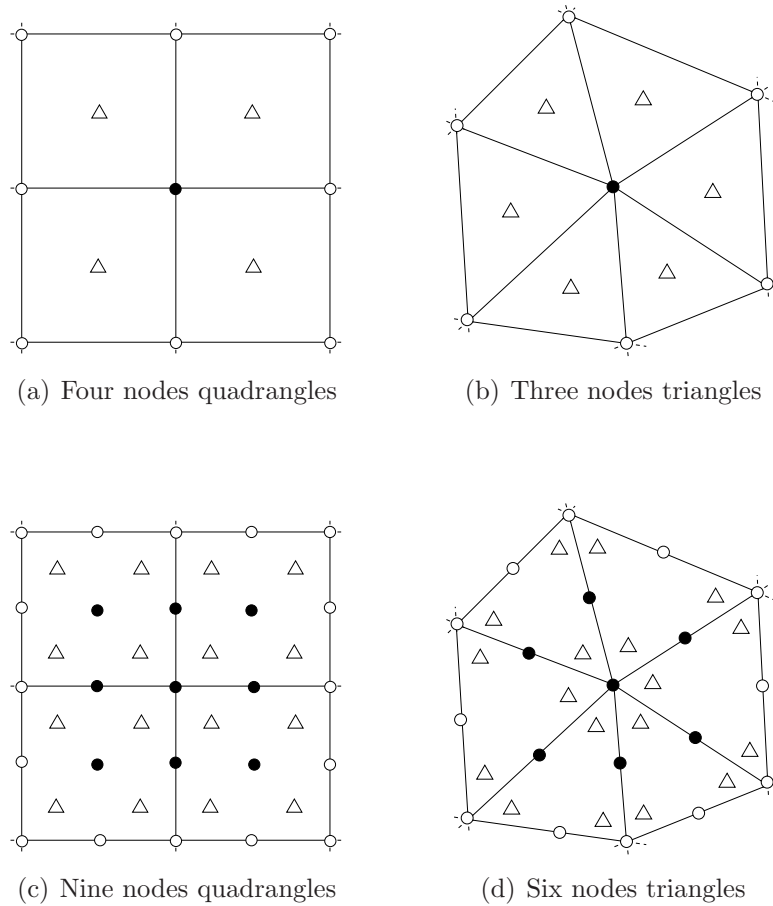 (a) Four nodes quadrangles
(b) Three nodes triangles
(c) Nine nodes quadrangles
(d) Six nodes triangles